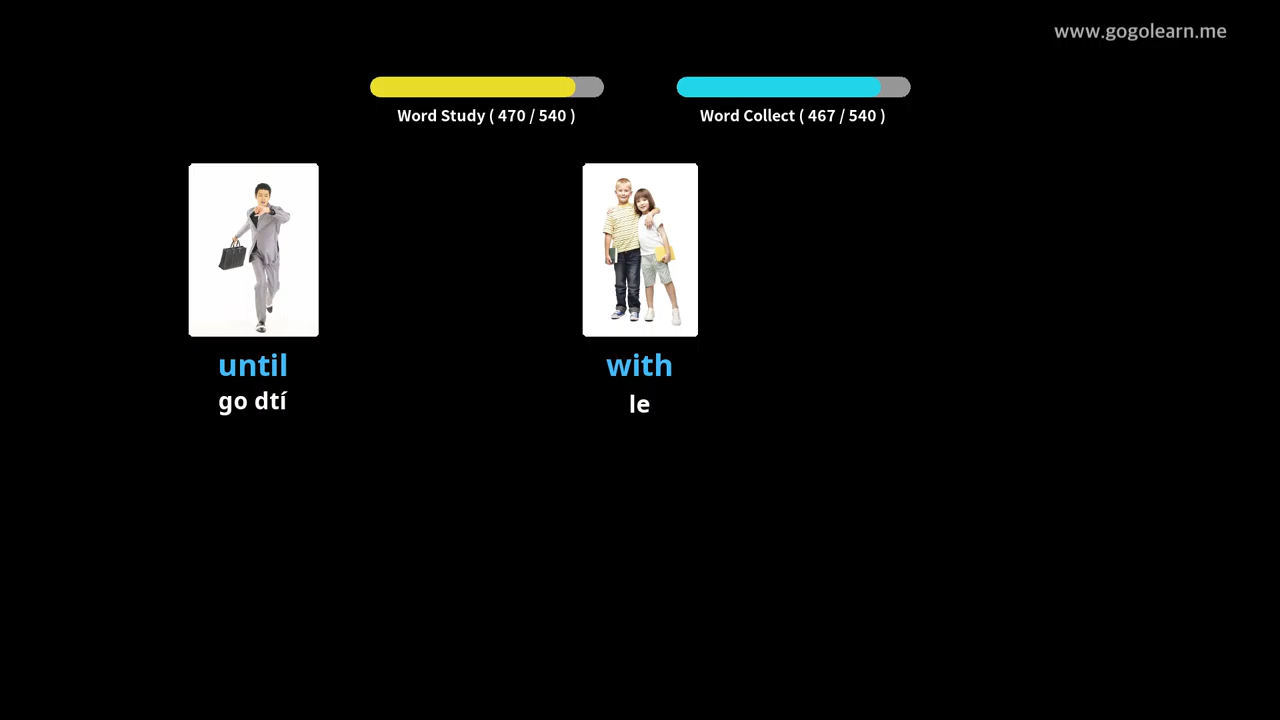 www.gogolearn.me
Word Study ( 470 / 540 )
Word Collect ( 467 / 540 )
until
go dtí
with
le